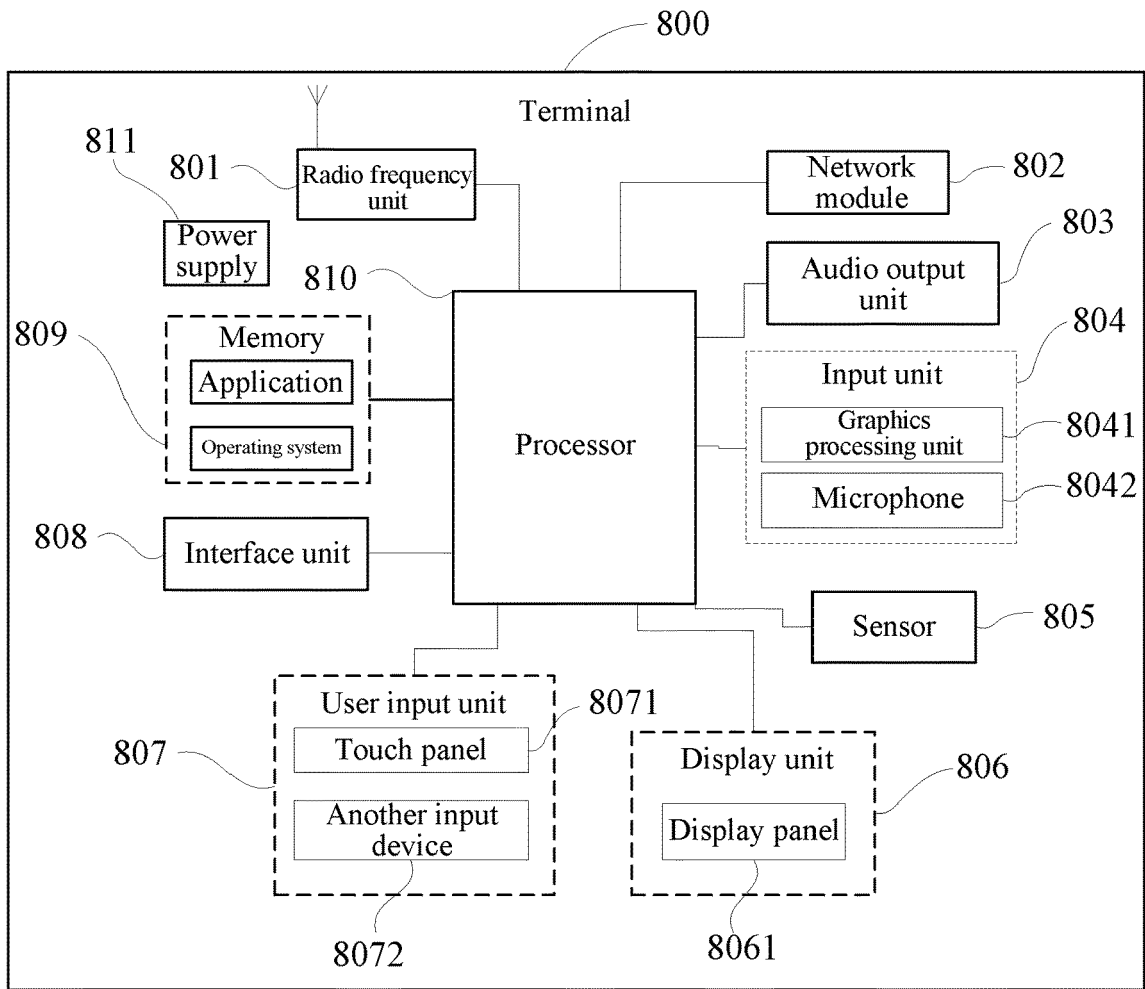 800
Terminal
811
801
Radio frequency
unit
Network
module
802
Power
supply
803
Audio output
unit
810
804
809
Memory
Application
Operating system
Input unit
Graphics
processing unit
8041
Microphone
8042
Processor
808
Interface unit
Sensor
805
User input unit
8071
807
Touch panel
Another input
device
8072
Display unit
806
Display panel
8061